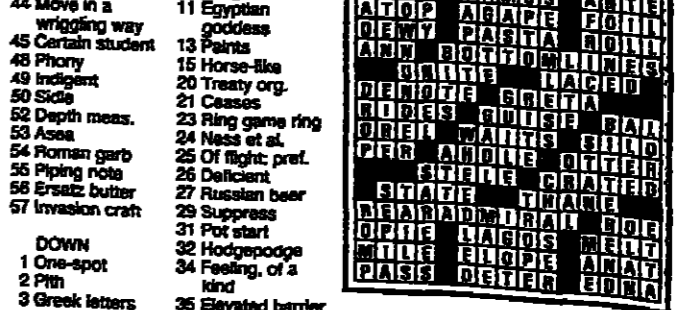 44 Move in a
wriggling way
45 Certain student
48 Phony
49 Indigent
50 Sidle
52 Depth meas.
53 Asea
54 Roman garb
55 Piping note
56 Ersatz butter
57 Invasion craft
DOWN
1 One-spot
2 Pith
3 Greek letters
11 Egyptian
goddess
13 Paints
15 Horse-like
20 Treaty org.
21 Ceases
23 Ring game ring
24 Ness et al.
25 Of flight: pref.
26 Deficient
27 Russian beer
29 Suppress
31 Pot start
32 Hodgepodge
34 Feeling, of a
kind
35 Elevated barrier
ATOP AGAPE FOIL
DEWY PASTA ROLL
ANN BOTTOMLINES
UNITE LACED
DENOTE GRETA
RIDES GUISE BAL
OREL WAITS SILO
PER AHOLE OTTER
STELE CRATED
STATE THANE
REARADMIRAL ROE
OPIE LAGOS MELT
MILE ELOPE ANAT
PASS DETER EDNA